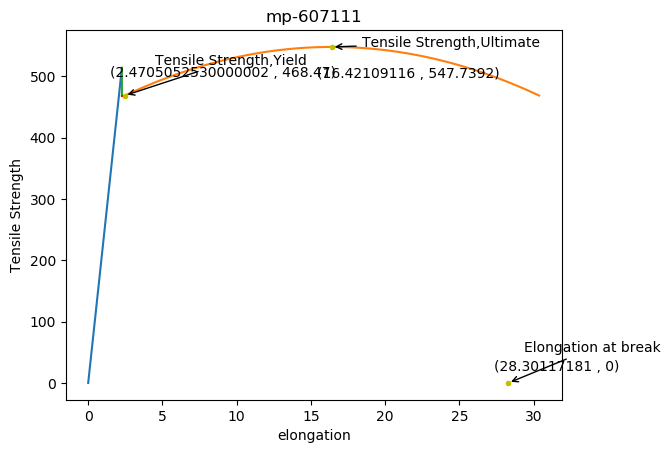 mp-607111
Tensile Strength,Ultimate
Tensile Strength,Yield
(2.4705052530000002 , 468.47)
(16.42109116 , 547.7392)
500
400
300
200
100
0
Tensile Strength
Elongation at break
(28.30117181 , 0)
0 5 10 15 20 25 30
elongation